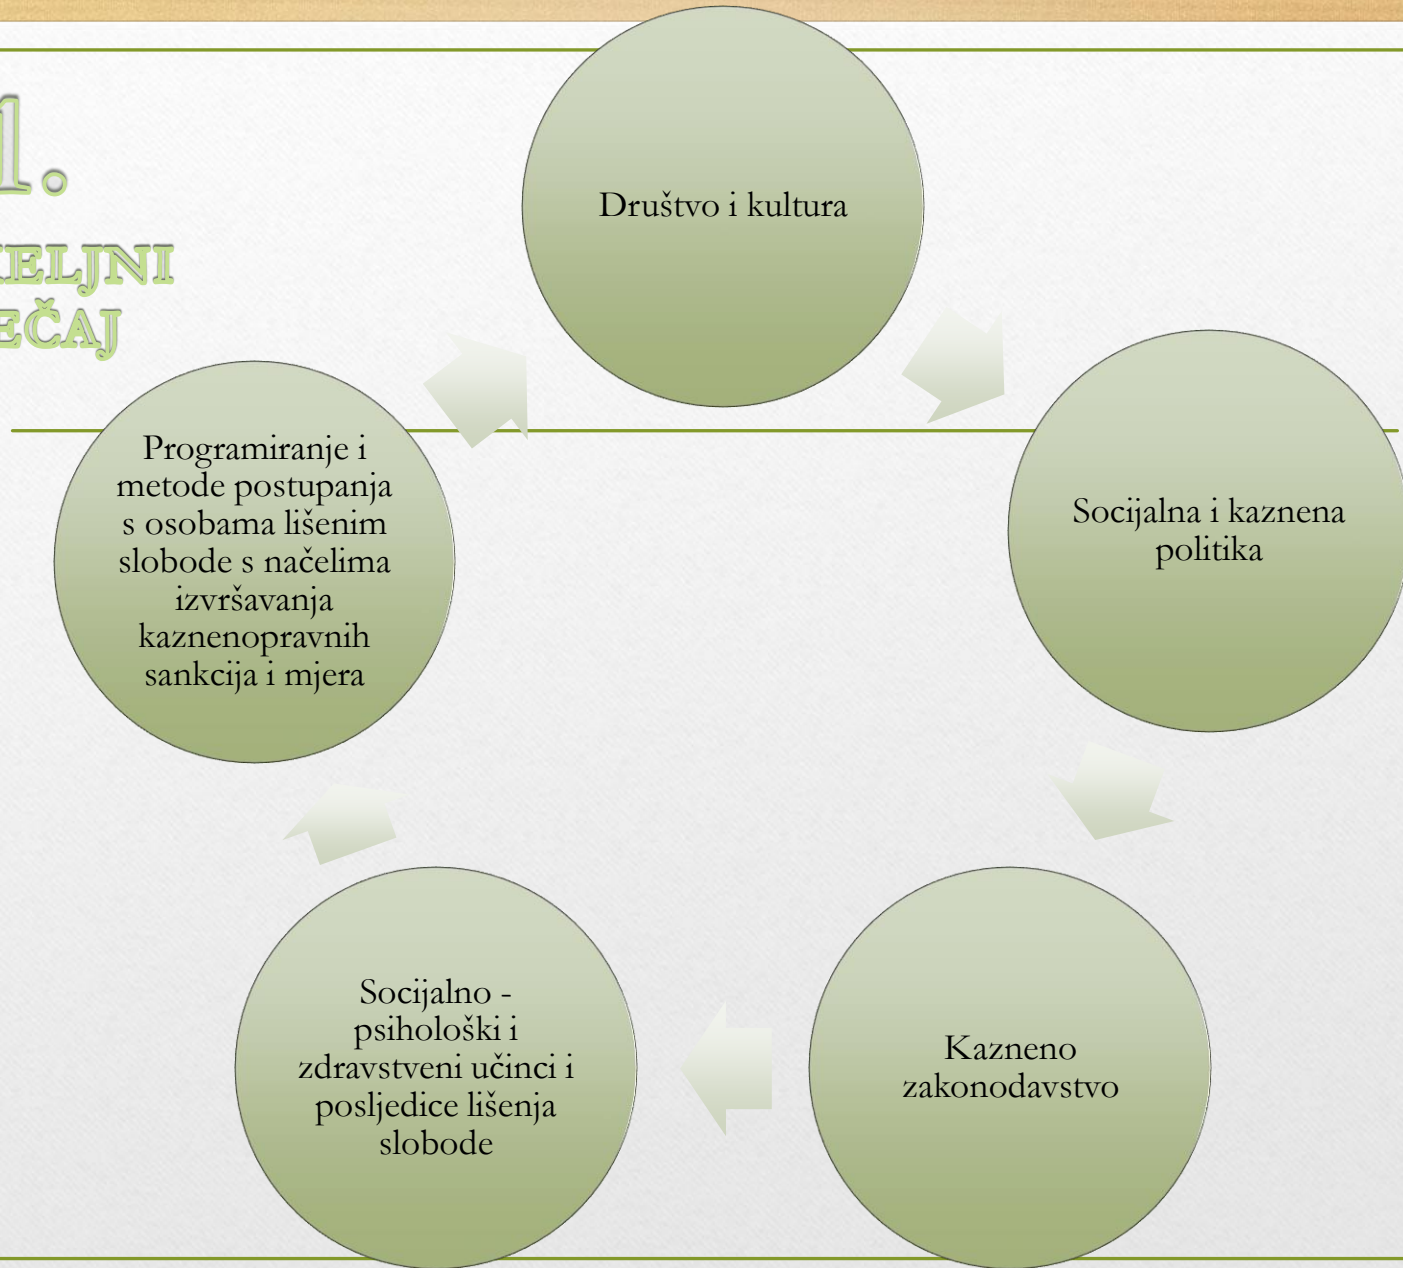 1.
ELJNI
EČAJ
Društvo i kultura
Socijalna i kaznena
politika
Kazneno
zakonodavstvo
Socijalno -
psihološki i
zdravstveni učinci i
posljedice lišenja
slobode
Programiranje i
metode postupanja
s osobama lišenim
slobode s načelima
izvršavanja
kaznenopravnih
sankcija i mjera